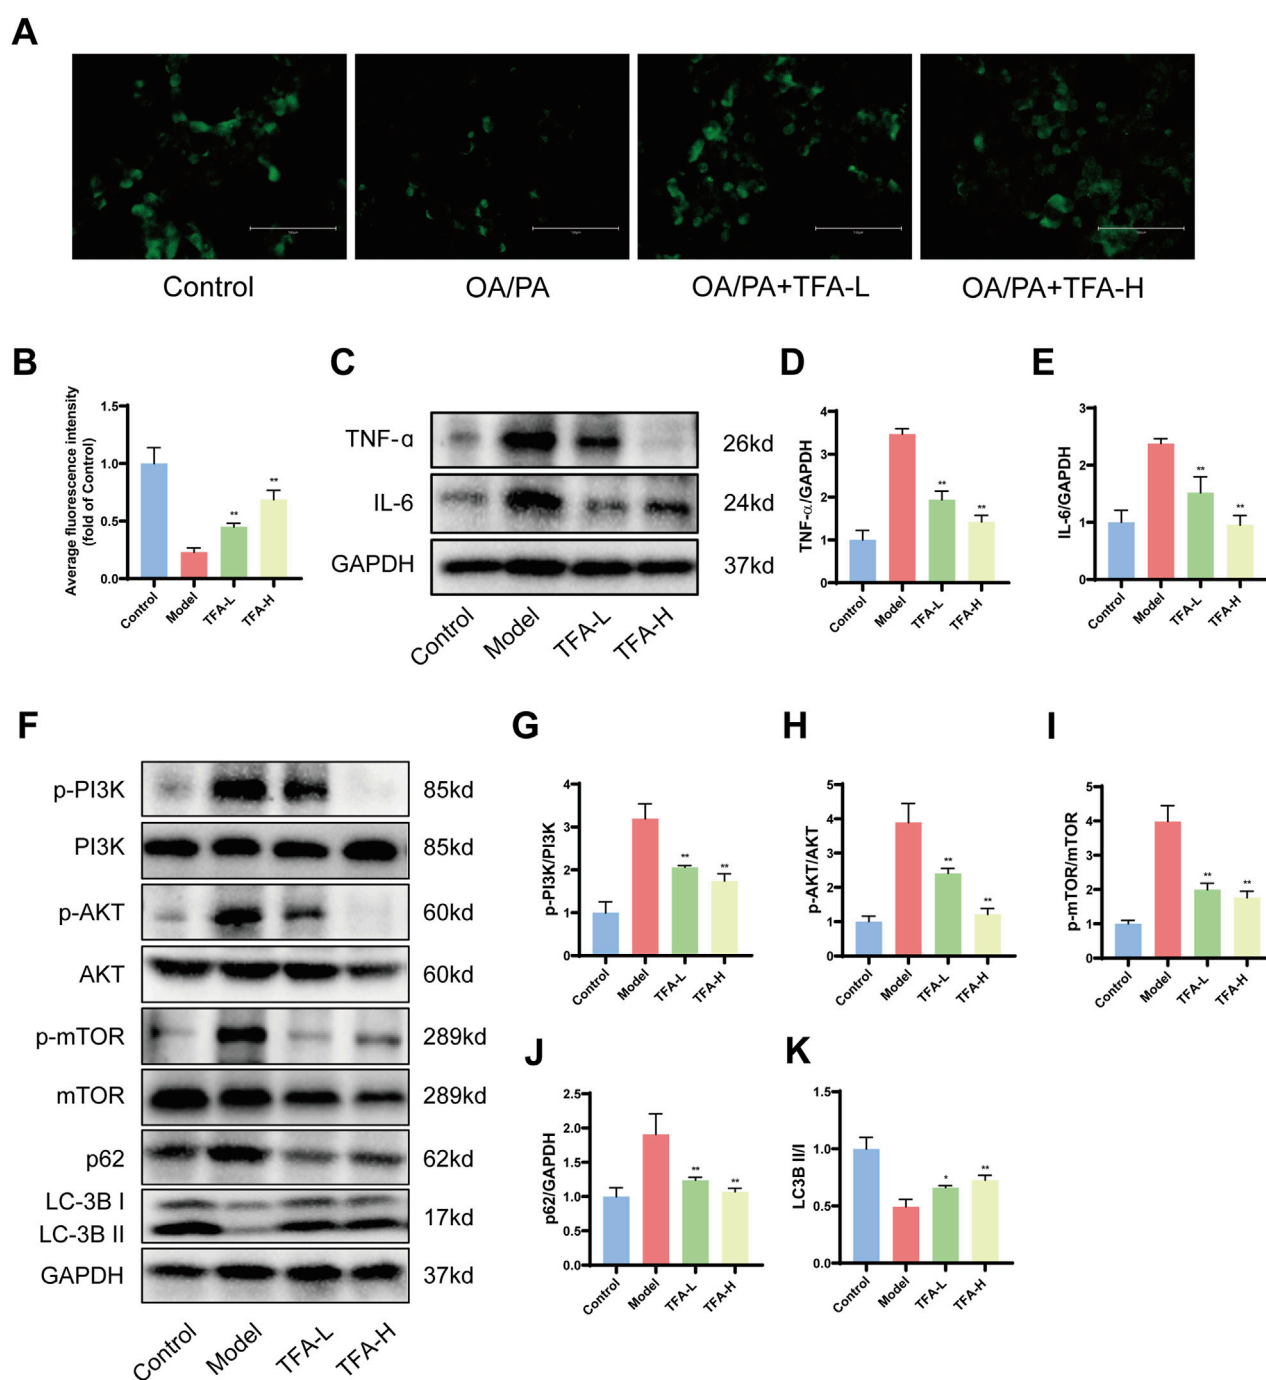 A
Control
OA/PA
OA/PA+TFA-L
OA/PA+TFA-H
B
Average fluorescence intensity
(fold of Control)
1.5
1.0
0.5
0.0
Control
Model
TFA-L
TFA-H
**
**
C
TNF-α
26kd
IL-6
24kd
GAPDH
37kd
Control
Model
TFA-L
TFA-H
D
TNF-α/GAPDH
4
3
2
1
0
Control
Model
TFA-L
TFA-H
**
**
E
IL-6/GAPDH
3
2
1
0
Control
Model
TFA-L
TFA-H
**
**
F
p-PI3K
85kd
PI3K
85kd
p-AKT
60kd
AKT
60kd
p-mTOR
289kd
mTOR
289kd
p62
62kd
LC-3B I
LC-3B II
17kd
GAPDH
37kd
Control
Model
TFA-L
TFA-H
G
p-PI3K/PI3K
4
3
2
1
0
Control
Model
TFA-L
TFA-H
**
**
H
p-AKT/AKT
5
4
3
2
1
0
Control
Model
TFA-L
TFA-H
**
**
I
p-mTOR/mTOR
5
4
3
2
1
0
Control
Model
TFA-L
TFA-H
**
**
J
p62/GAPDH
2.5
2.0
1.5
1.0
0.5
0.0
Control
Model
TFA-L
TFA-H
**
**
K
LC3B II/I
1.5
1.0
0.5
0.0
Control
Model
TFA-L
TFA-H
*
**